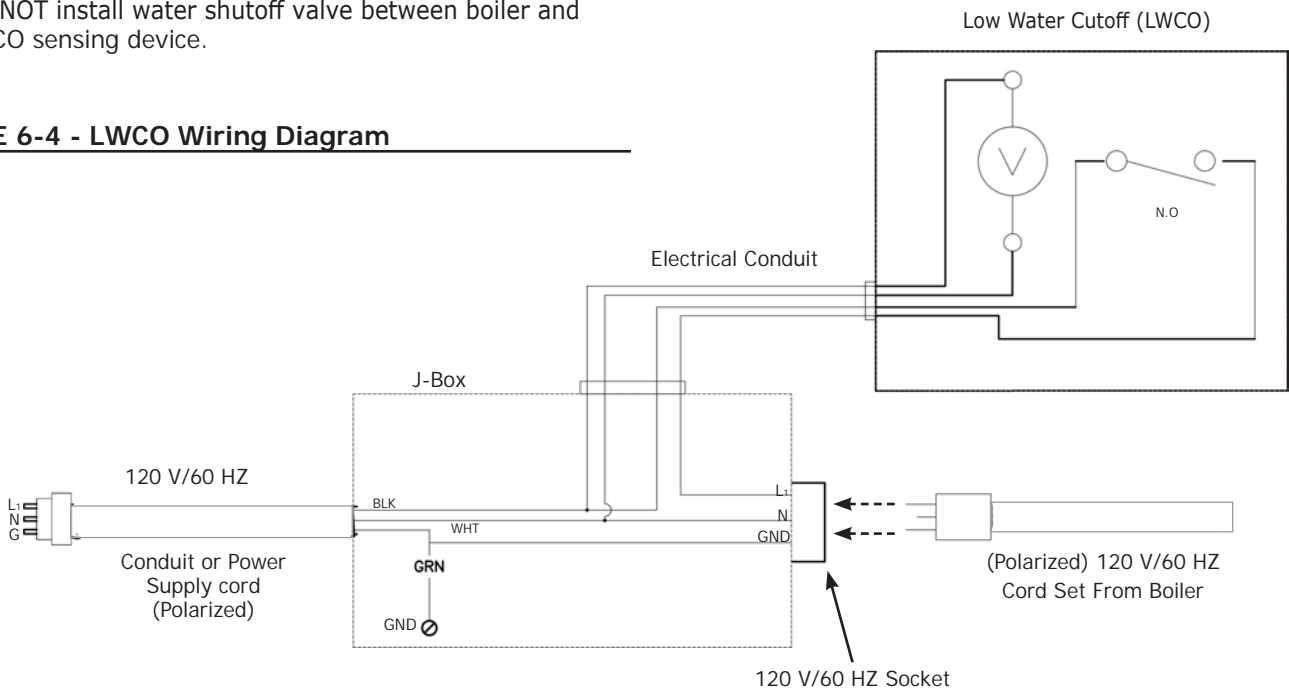 NOT install water shutoff valve between boiler and
CO sensing device.
E 6-4 - LWCO Wiring Diagram
Low Water Cutoff (LWCO)
V
N.O
Electrical Conduit
J-Box
120 V/60 HZ
L1
N
G
BLK
WHT
L1
N
GND
GRN
GND
Conduit or Power
Supply cord
(Polarized)
(Polarized) 120 V/60 HZ
Cord Set From Boiler
120 V/60 HZ Socket